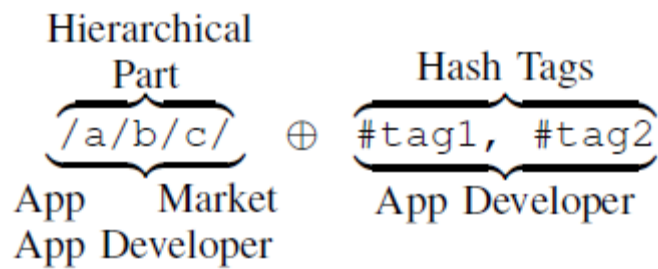 Hierarchical
Part
Hash Tags
/a/b/c/ ⊕ #tag1, #tag2
App Market
App Developer
App Developer